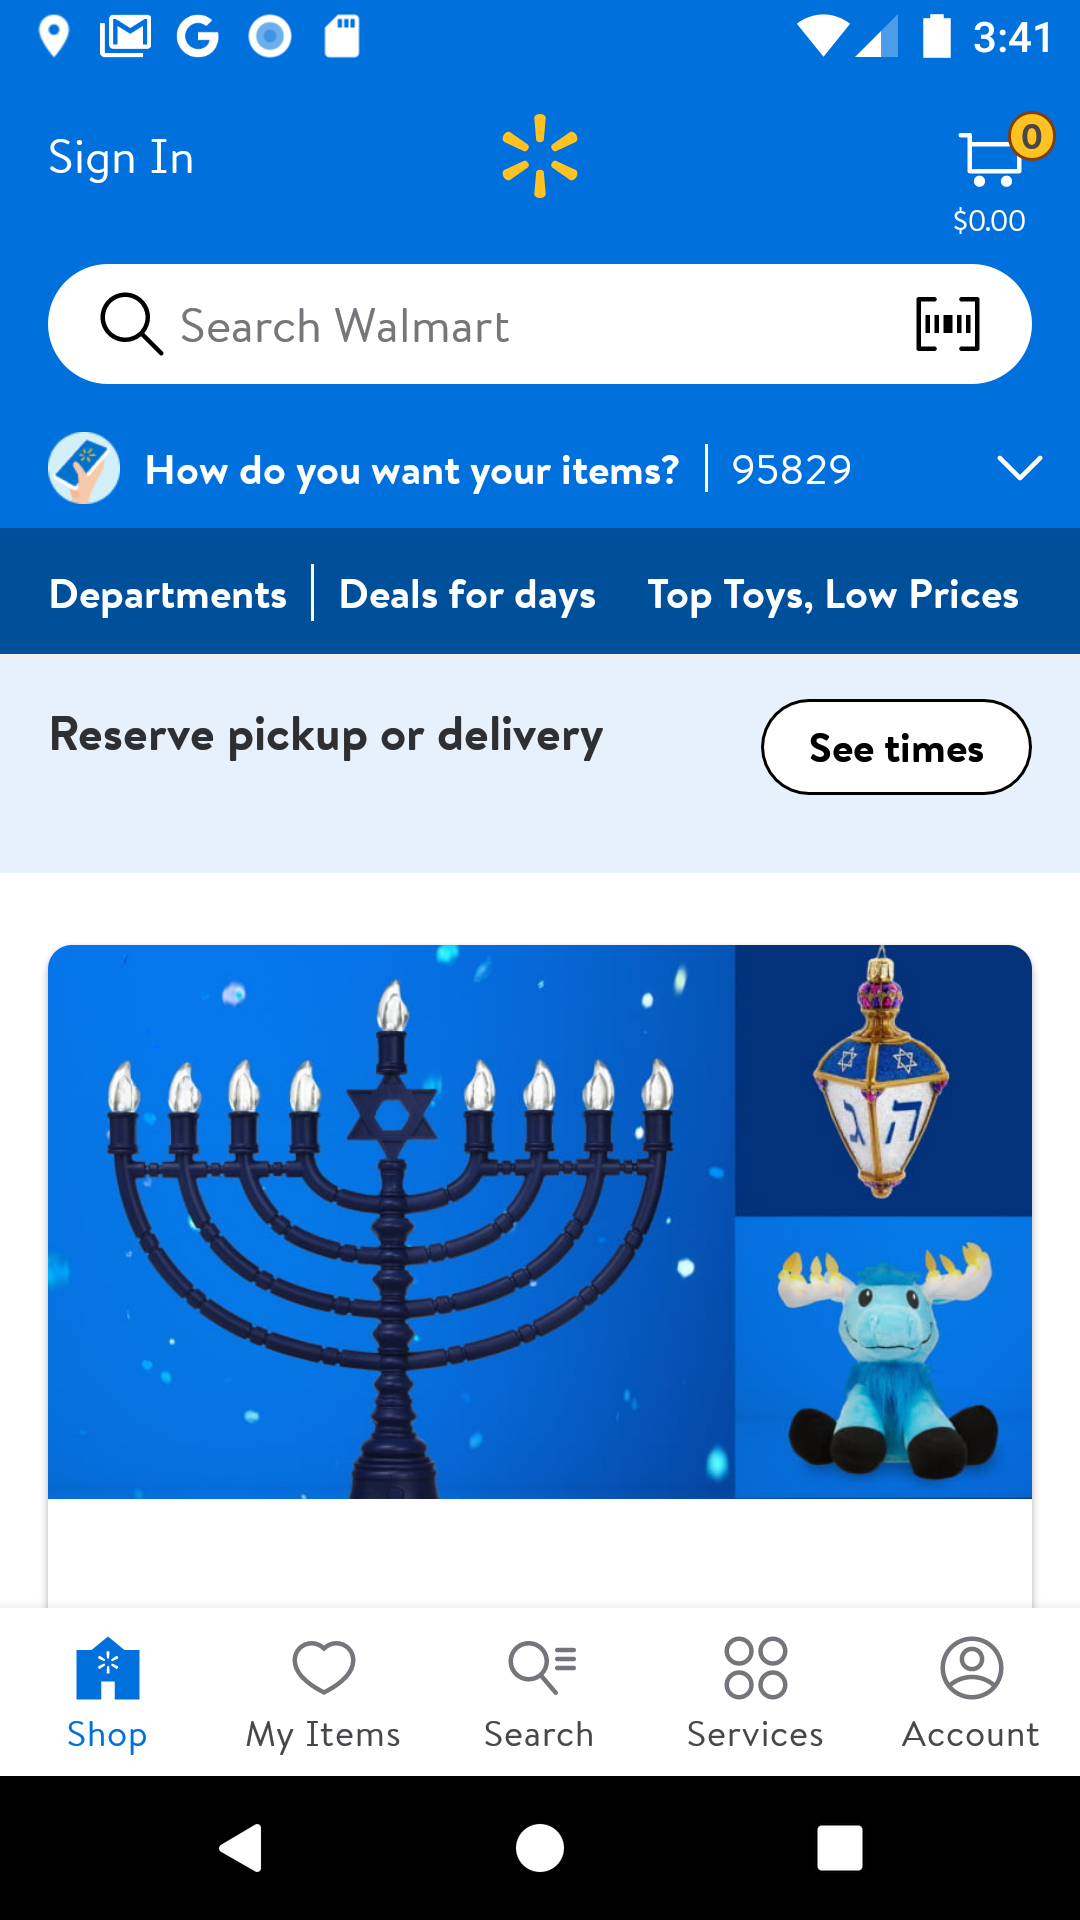 3:41
Sign In
0
$0.00
Search Walmart
How do you want your items? 95829
Departments Deals for days Top Toys, Low Prices
Reserve pickup or delivery
See times
ג ה
Shop My Items Search Services Account